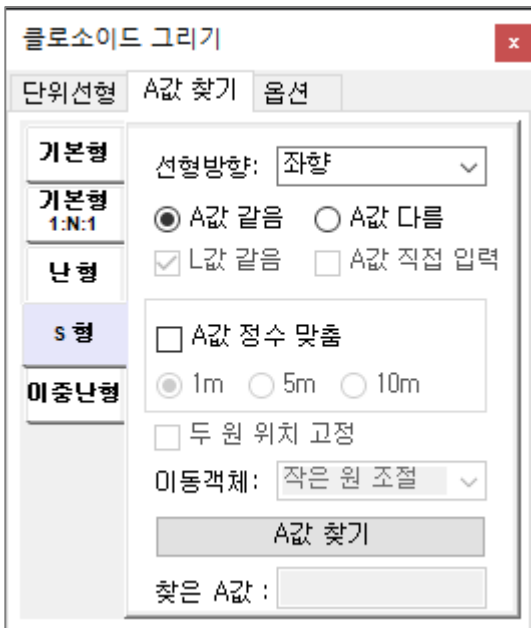 클로소이드 그리기
x
단위선형 A값 찾기 옵션
기본형
기본형
1:N:1
난 형
S 형
이중난형
선형방향: 좌향
A값 같음 A값 다름
L값 같음 A값 직접 입력
A값 정수 맞춤
1m 5m 10m
두 원 위치 고정
이동객체: 작은 원 조절
A값 찾기
찾은 A값 :